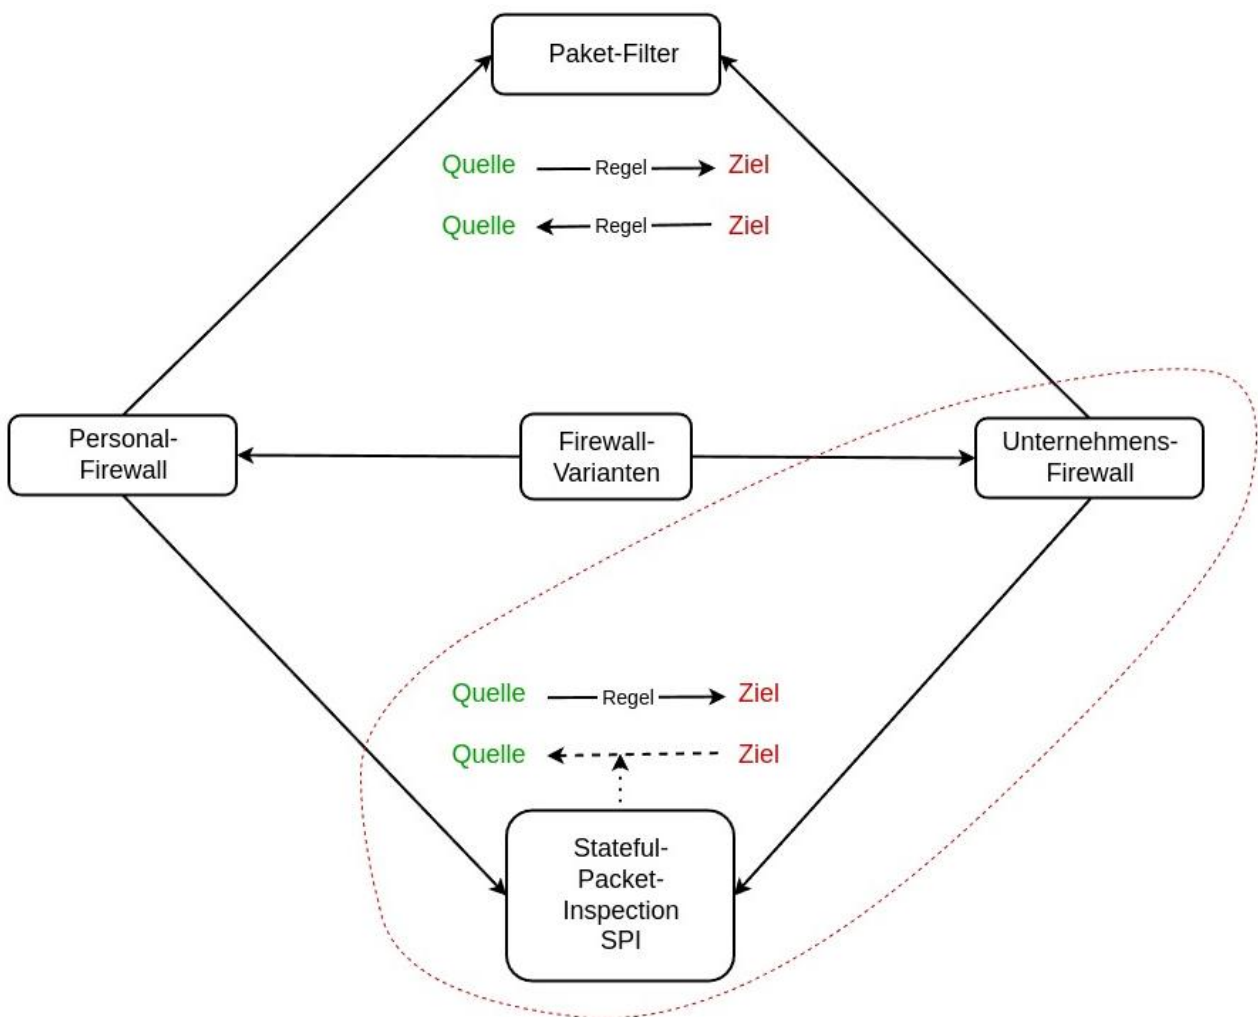 Paket-Filter
Quelle Regel Ziel
Quelle Regel Ziel
Personal-
Firewall
Firewall-
Varianten
Unternehmens-
Firewall
Quelle Regel Ziel
Quelle Ziel
Stateful-
Packet-
Inspection
SPI